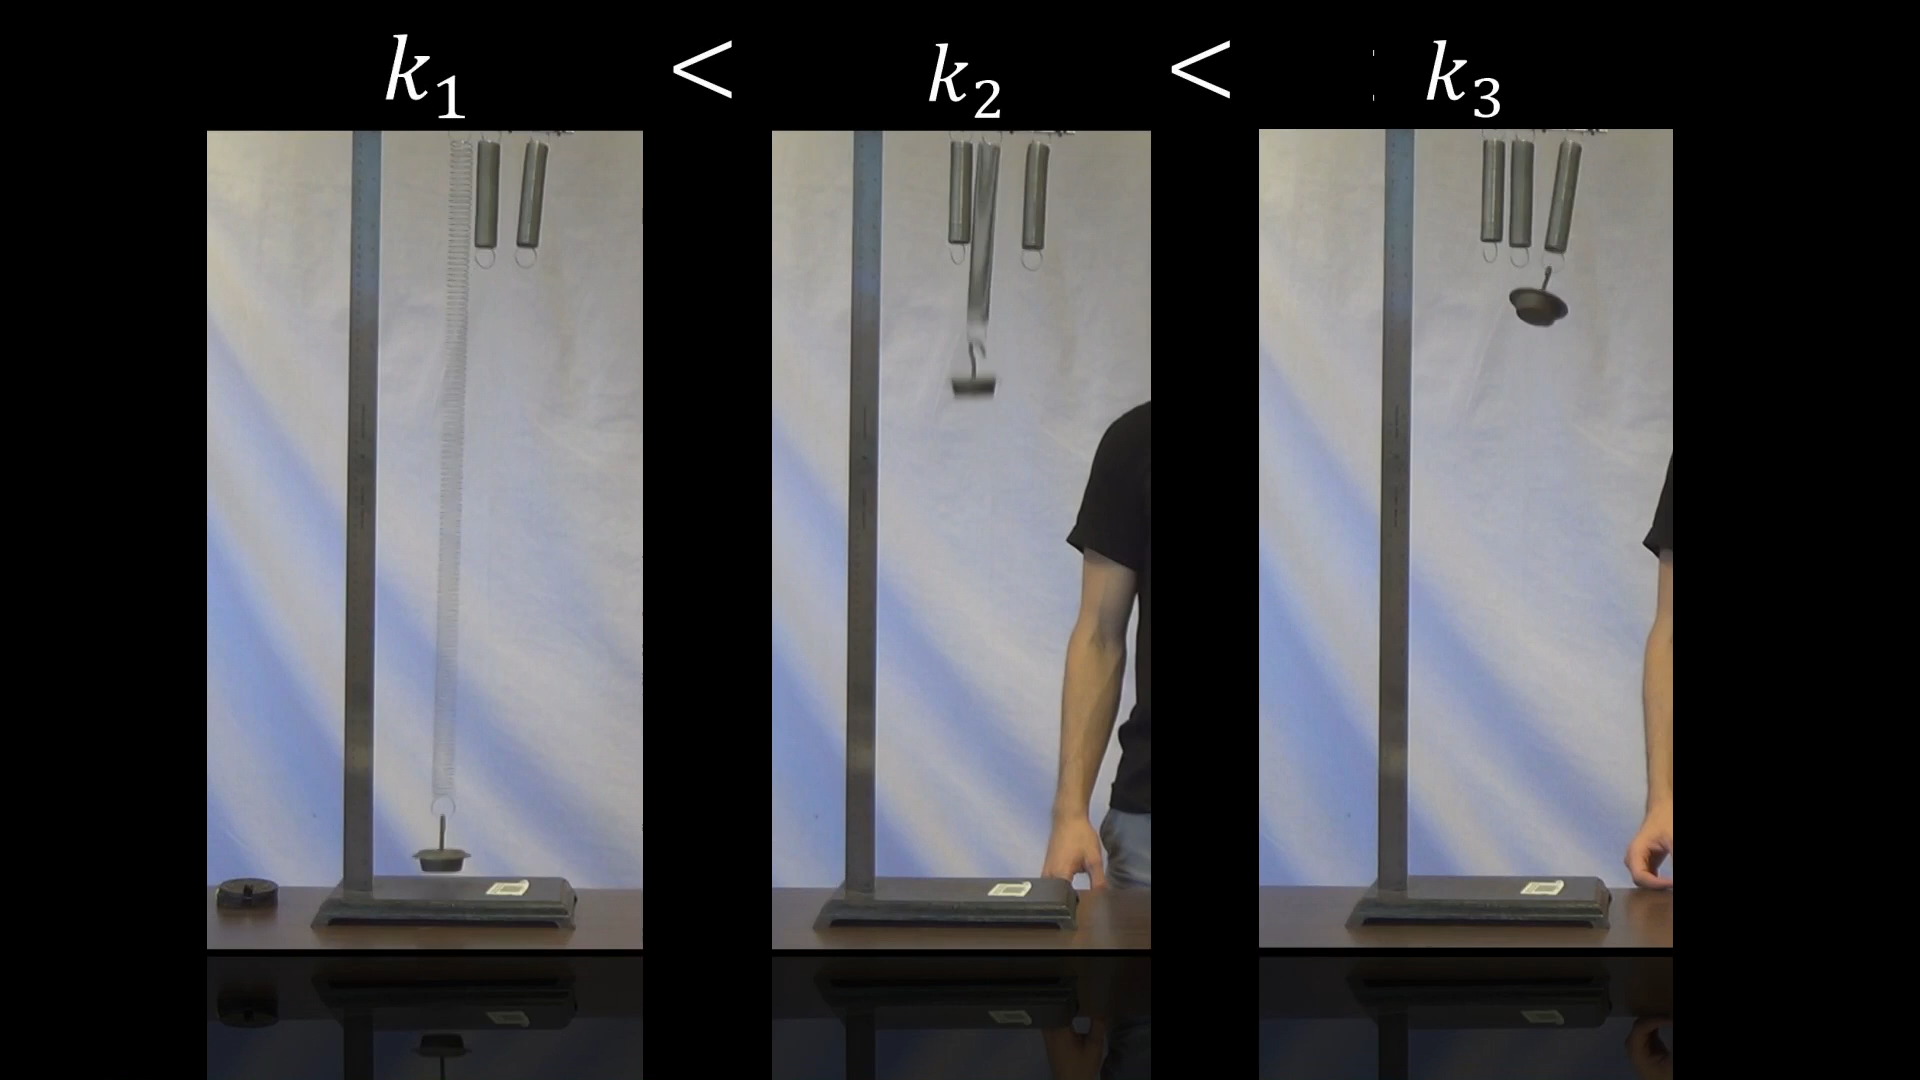 k₁ < k₂ < k₃